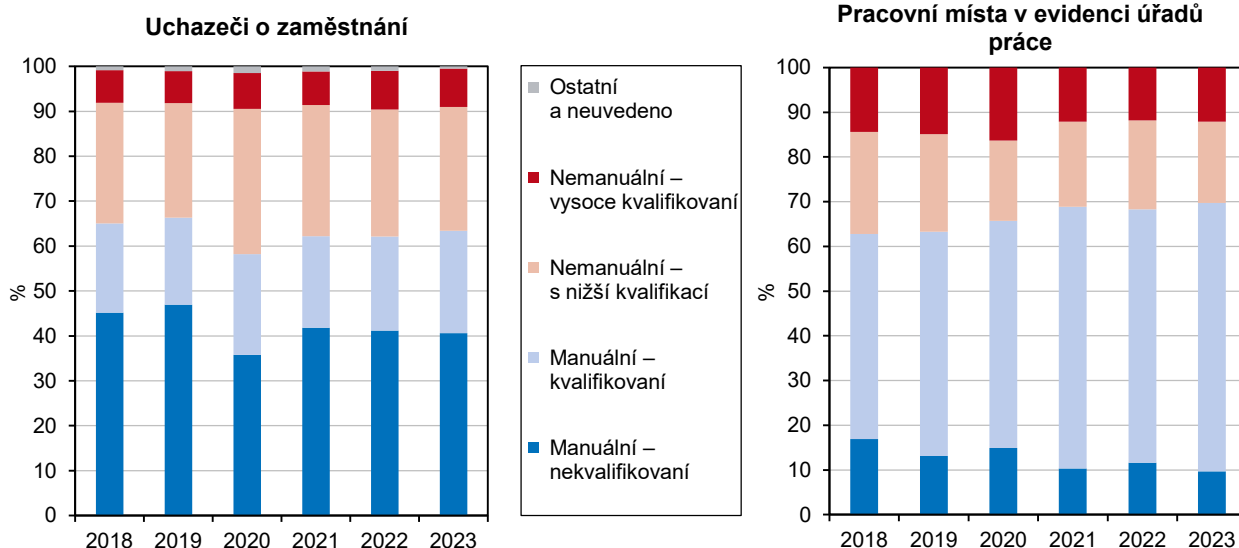 Uchazeči o zaměstnání
100
90
80
70
60
50
40
30
20
10
0
%
2018 2019 2020 2021 2022 2023
Ostatní
a neuvedeno
Nemanuální –
vysoce kvalifikovaní
Nemanuální –
s nižší kvalifikací
Manuální –
kvalifikovaní
Manuální –
nekvalifikovaní
Pracovní místa v evidenci úřadů
práce
100
90
80
70
60
50
40
30
20
10
0
%
2018 2019 2020 2021 2022 2023